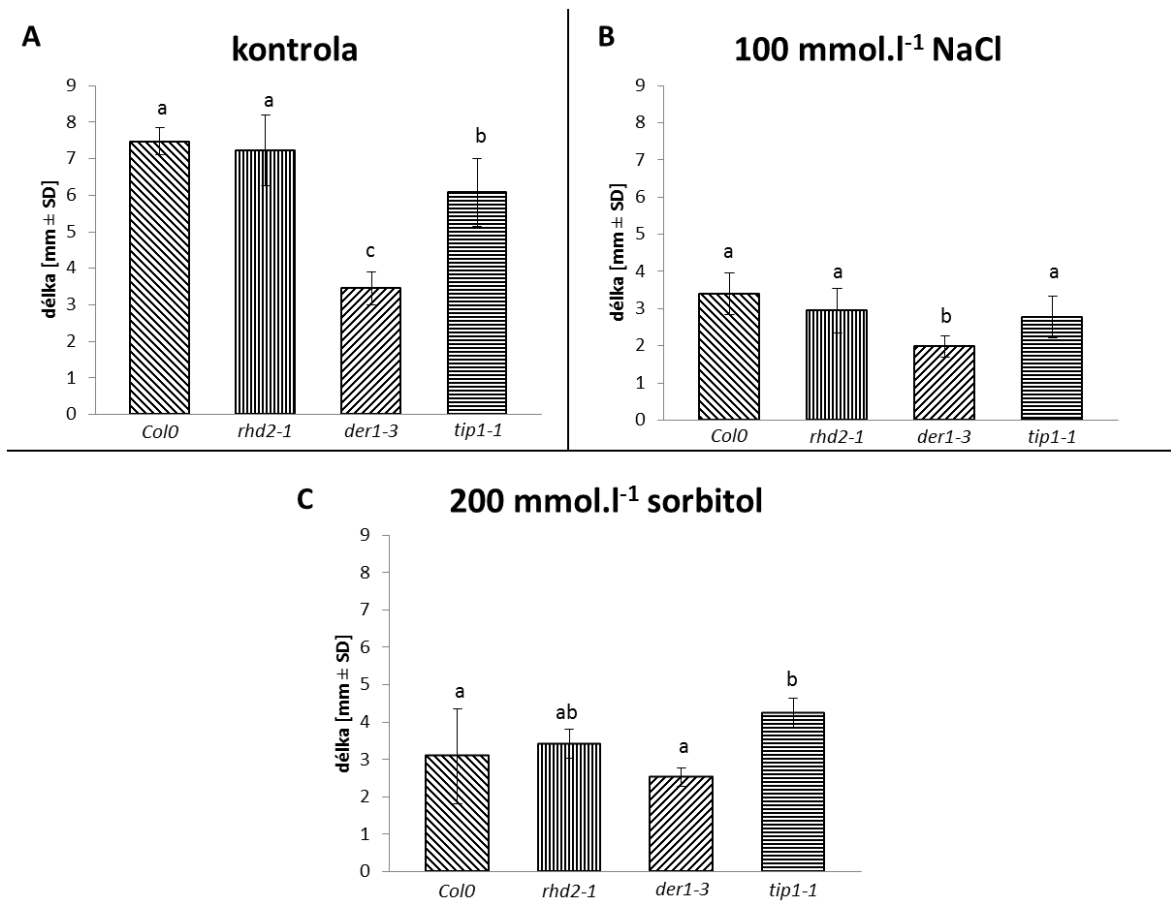 A
kontrola
délka [mm ± SD]
9
8
7
6
5
4
3
2
1
0
a
a
c
b
Col0 rhd2-1 der1-3 tip1-1
B
100 mmol.l⁻¹ NaCl
délka [mm ± SD]
9
8
7
6
5
4
3
2
1
0
a
a
b
a
Col0 rhd2-1 der1-3 tip1-1
C
200 mmol.l⁻¹ sorbitol
délka [mm ± SD]
9
8
7
6
5
4
3
2
1
0
a
ab
a
b
Col0 rhd2-1 der1-3 tip1-1